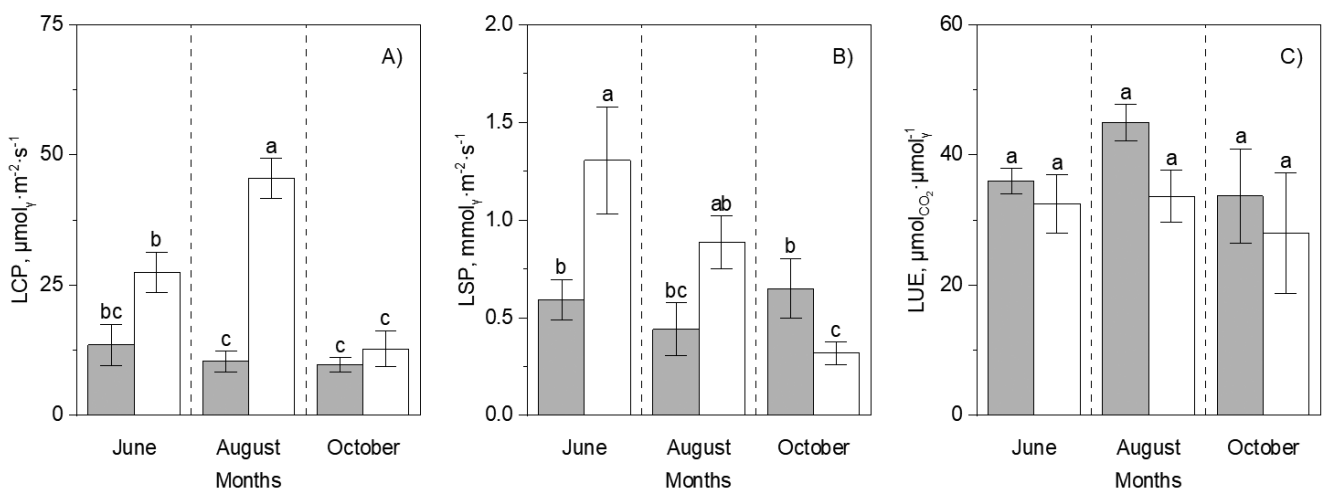 A)
LCP, µmolᵧ·m⁻²·s⁻¹
75
50
25
0
bc
b
c
a
c
c
June August October
Months
B)
LSP, mmolᵧ·m⁻²·s⁻¹
2.0
1.5
1.0
0.5
0.0
b
a
bc
ab
b
c
June August October
Months
C)
LUE, µmol_CO₂·µmolᵧ⁻¹
60
40
20
0
a
a
a
a
a
a
June August October
Months